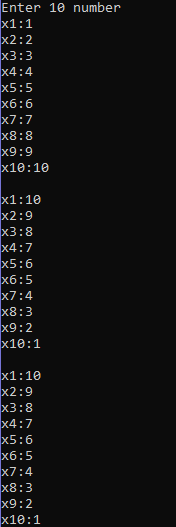 Enter 10 number
x1:1
x2:2
x3:3
x4:4
x5:5
x6:6
x7:7
x8:8
x9:9
x10:10
x1:10
x2:9
x3:8
x4:7
x5:6
x6:5
x7:4
x8:3
x9:2
x10:1
x1:10
x2:9
x3:8
x4:7
x5:6
x6:5
x7:4
x8:3
x9:2
x10:1